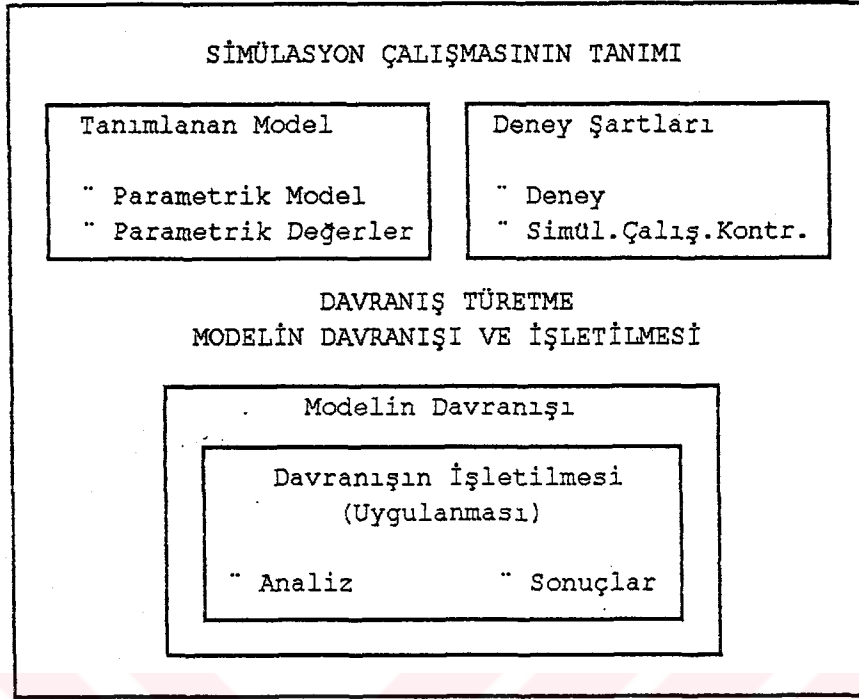 SİMÜLASYON ÇALIŞMASININ TANIMI
Tanımlanan Model
¨ Parametrik Model
¨ Parametrik Değerler
Deney Şartları
¨ Deney
¨ Simül.Çalış.Kontr.
DAVRANIŞ TÜRETME
MODELİN DAVRANIŞI VE İŞLETİLMESİ
Modelin Davranışı
Davranışın İşletilmesi
(Uygulanması)
¨ Analiz ¨ Sonuçlar